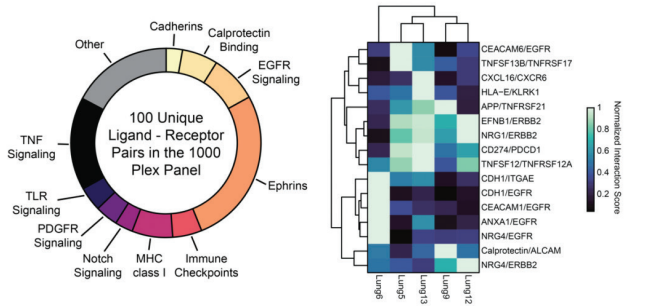 Cadherins
Calprotectin
Binding
EGFR
Signaling
Ephrins
Immune
Checkpoints
MHC
class I
Notch
Signaling
PDGFR
Signaling
TLR
Signaling
TNF
Signaling
Other
100 Unique
Ligand - Receptor
Pairs in the 1000
Plex Panel
CEACAM6/EGFR
TNFSF13B/TNFRSF17
CXCL16/CXCR6
HLA-E/KLRK1
APP/TNFRSF21
EFNB1/ERBB2
NRG1/ERBB2
CD274/PDCD1
TNFSF12/TNFRSF12A
CDH1/ITGAE
CDH1/EGFR
CEACAM1/EGFR
ANXA1/EGFR
NRG4/EGFR
Calprotectin/ALCAM
NRG4/ERBB2
Lung6
Lung5
Lung13
Lung9
Lung12
1
0.8
0.6
0.4
0.2
Normalized Interaction Score